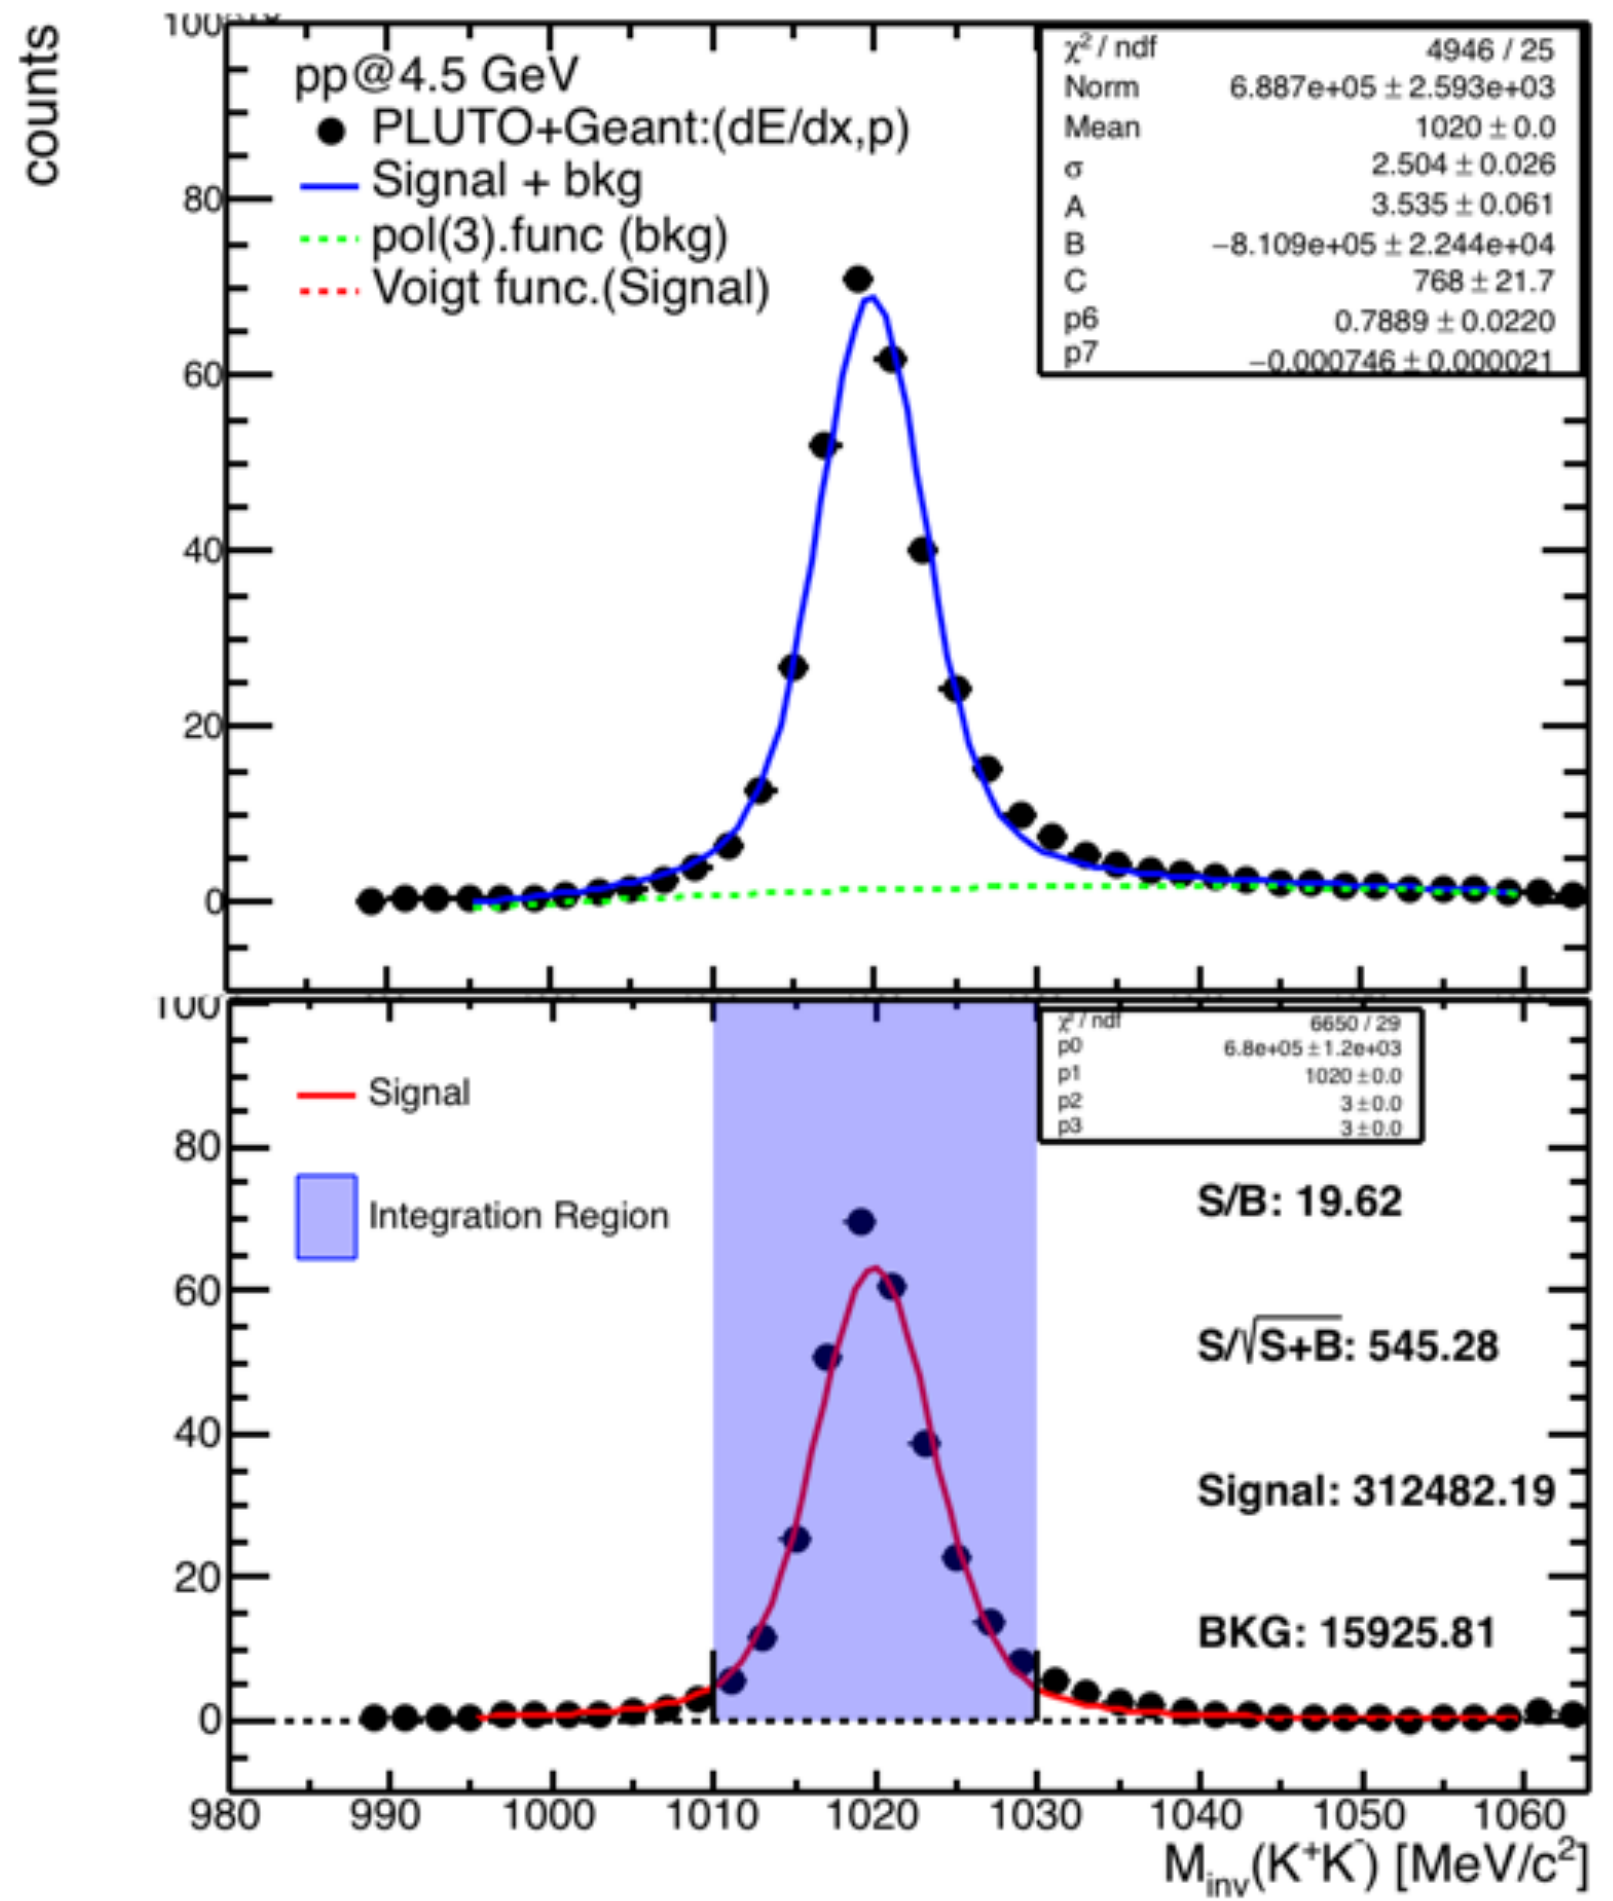 counts
100
80
60
40
20
0
pp@4.5 GeV
PLUTO+Geant:(dE/dx,p)
Signal + bkg
pol(3).func (bkg)
Voigt func.(Signal)
χ² / ndf 4946 / 25
Norm 6.887e+05 ± 2.593e+03
Mean 1020 ± 0.0
σ 2.504 ± 0.026
A 3.535 ± 0.061
B −8.109e+05 ± 2.244e+04
C 768 ± 21.7
p6 0.7889 ± 0.0220
p7 −0.000746 ± 0.000021
100
80
60
40
20
0
Signal
Integration Region
χ² / ndf 6650 / 29
p0 6.8e+05 ± 1.2e+03
p1 1020 ± 0.0
p2 3 ± 0.0
p3 3 ± 0.0
S/B: 19.62
S/√S+B: 545.28
Signal: 312482.19
BKG: 15925.81
980 990 1000 1010 1020 1030 1040 1050 1060
M_inv(K⁺K⁻) [MeV/c²]